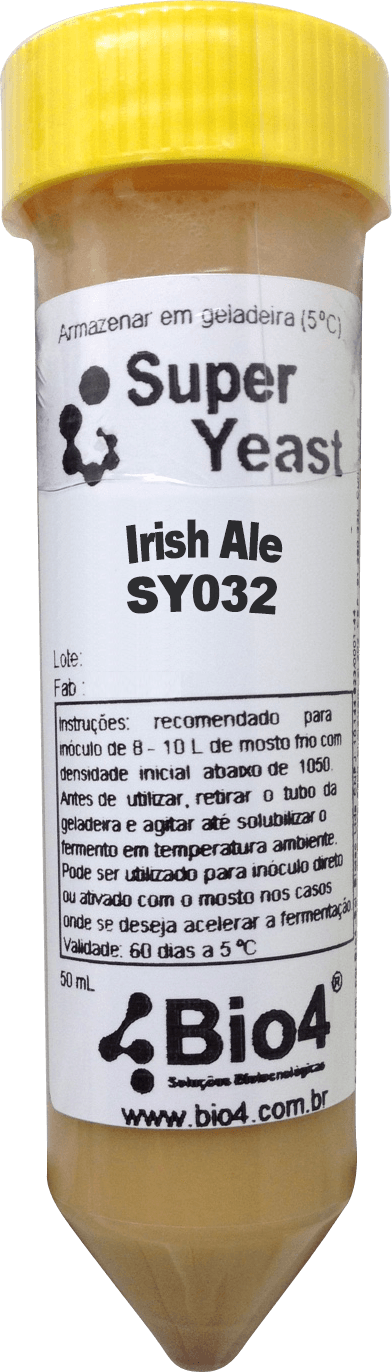 Armazenar em geladeira (5ºC)
Super
Yeast
Irish Ale
SY032
Lote:
Fab :
Instruções: recomendado para
inóculo de 8 - 10 L de mosto frio com
densidade inicial abaixo de 1050.
Antes de utilizar, retirar o tubo da
geladeira e agitar até solubilizar o
fermento em temperatura ambiente.
Pode ser utilizado para inóculo direto
ou ativado com o mosto nos casos
onde se deseja acelerar a fermentação
Validade: 60 dias a 5 ºC
50 mL
Bio4®
Soluções Biotecnológicas
www.bio4.com.br